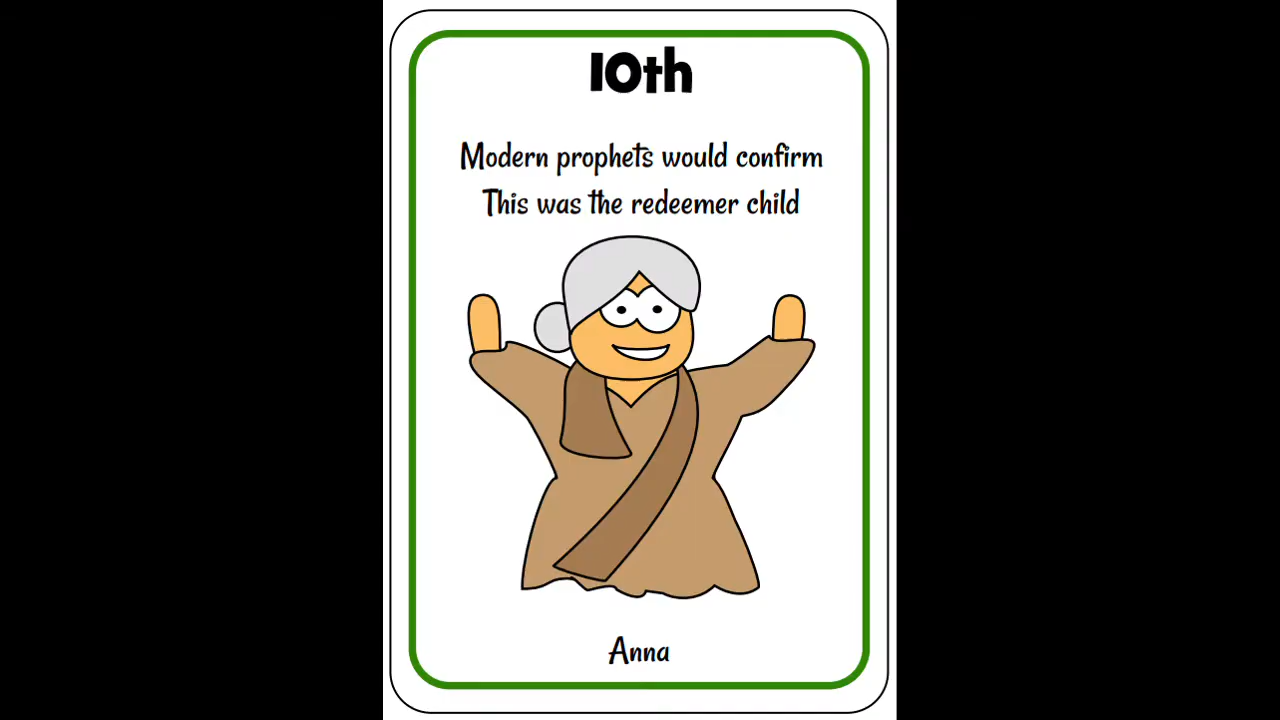 10th
Modern prophets would confirm
This was the redeemer child
Anna